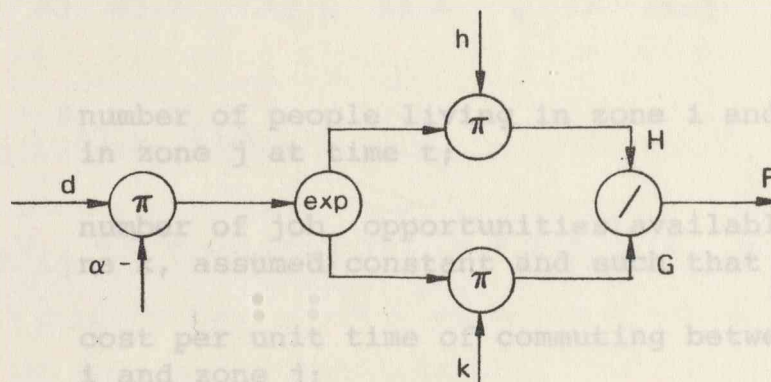 h
number of people living in zone i and
π
H
in zone j at time t;
d
π
exp
/
P
number of job opportunities availabl
π
G
α -
assumed constant and such that
cost per unit time of commuting betwe
k
i and zone j;